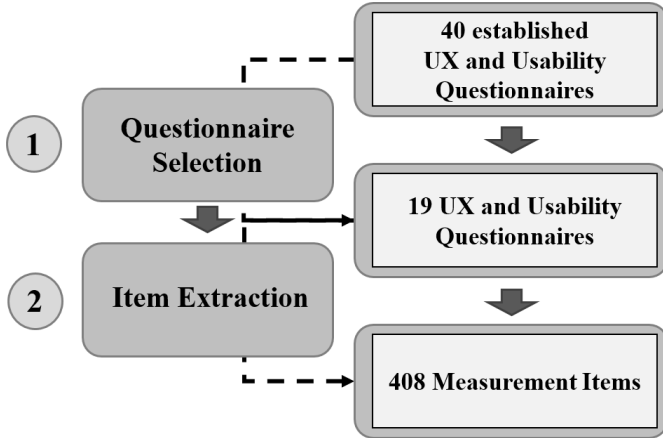 40 established
UX and Usability
Questionnaires
1
Questionnaire
Selection
19 UX and Usability
Questionnaires
2
Item Extraction
408 Measurement Items